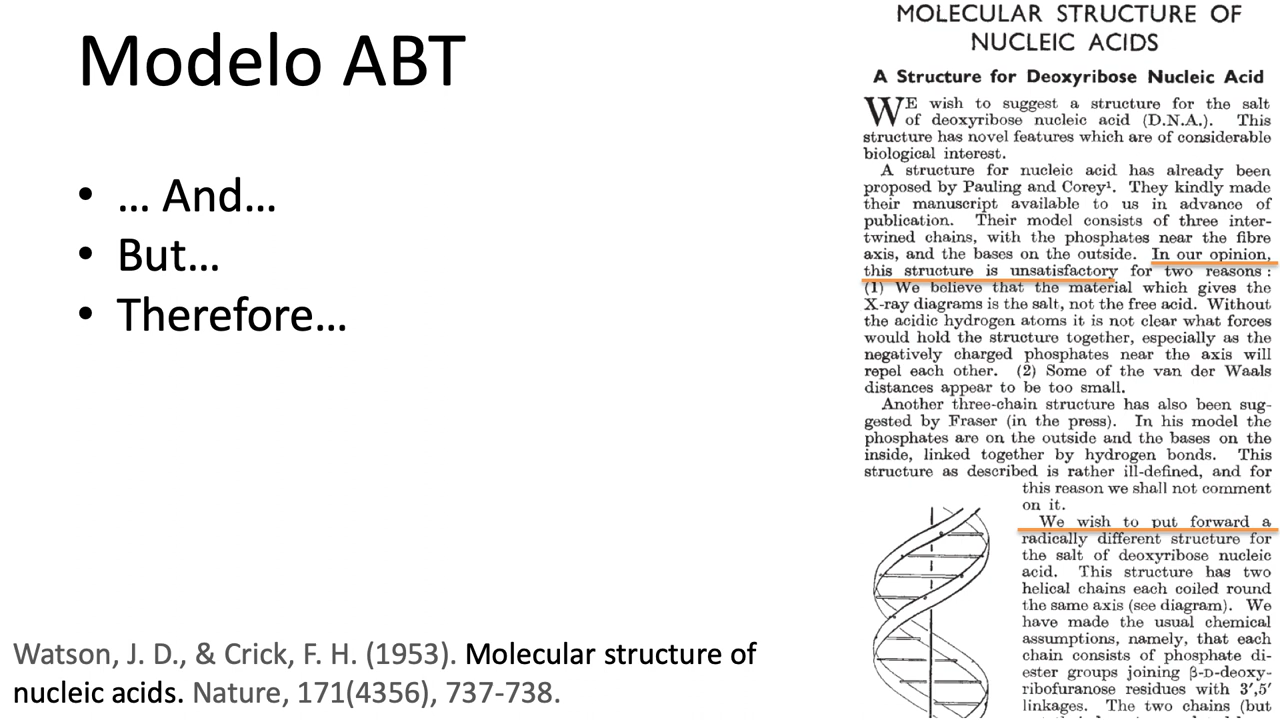 Modelo ABT
• … And…
• But…
• Therefore…
Watson, J. D., & Crick, F. H. (1953). Molecular structure of
nucleic acids. Nature, 171(4356), 737-738.
MOLECULAR STRUCTURE OF
NUCLEIC ACIDS
A Structure for Deoxyribose Nucleic Acid
WE wish to suggest a structure for the salt
of deoxyribose nucleic acid (D.N.A.). This
structure has novel features which are of considerable
biological interest.
A structure for nucleic acid has already been
proposed by Pauling and Corey¹. They kindly made
their manuscript available to us in advance of
publication. Their model consists of three inter-
twined chains, with the phosphates near the fibre
axis, and the bases on the outside. In our opinion,
this structure is unsatisfactory for two reasons :
(1) We believe that the material which gives the
X-ray diagrams is the salt, not the free acid. Without
the acidic hydrogen atoms it is not clear what forces
would hold the structure together, especially as the
negatively charged phosphates near the axis will
repel each other. (2) Some of the van der Waals
distances appear to be too small.
Another three-chain structure has also been sug-
gested by Fraser (in the press). In his model the
phosphates are on the outside and the bases on the
inside, linked together by hydrogen bonds. This
structure as described is rather ill-defined, and for
this reason we shall not comment
on it.
We wish to put forward a
radically different structure for
the salt of deoxyribose nucleic
acid. This structure has two
helical chains each coiled round
the same axis (see diagram). We
have made the usual chemical
assumptions, namely, that each
chain consists of phosphate di-
ester groups joining β-D-deoxy-
ribofuranose residues with 3′,5′
linkages. The two chains (but